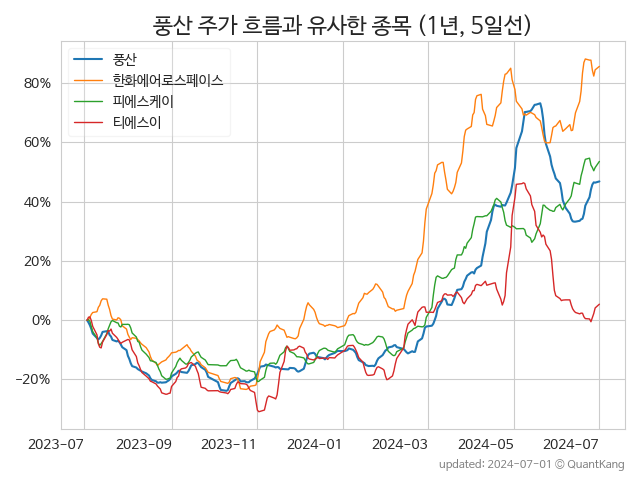 풍산 주가 흐름과 유사한 종목 (1년, 5일선)
풍산
한화에어로스페이스
피에스케이
티에스이
80%
60%
40%
20%
0%
−20%
2023-07
2023-09
2023-11
2024-01
2024-03
2024-05
2024-07
updated: 2024-07-01 © QuantKang